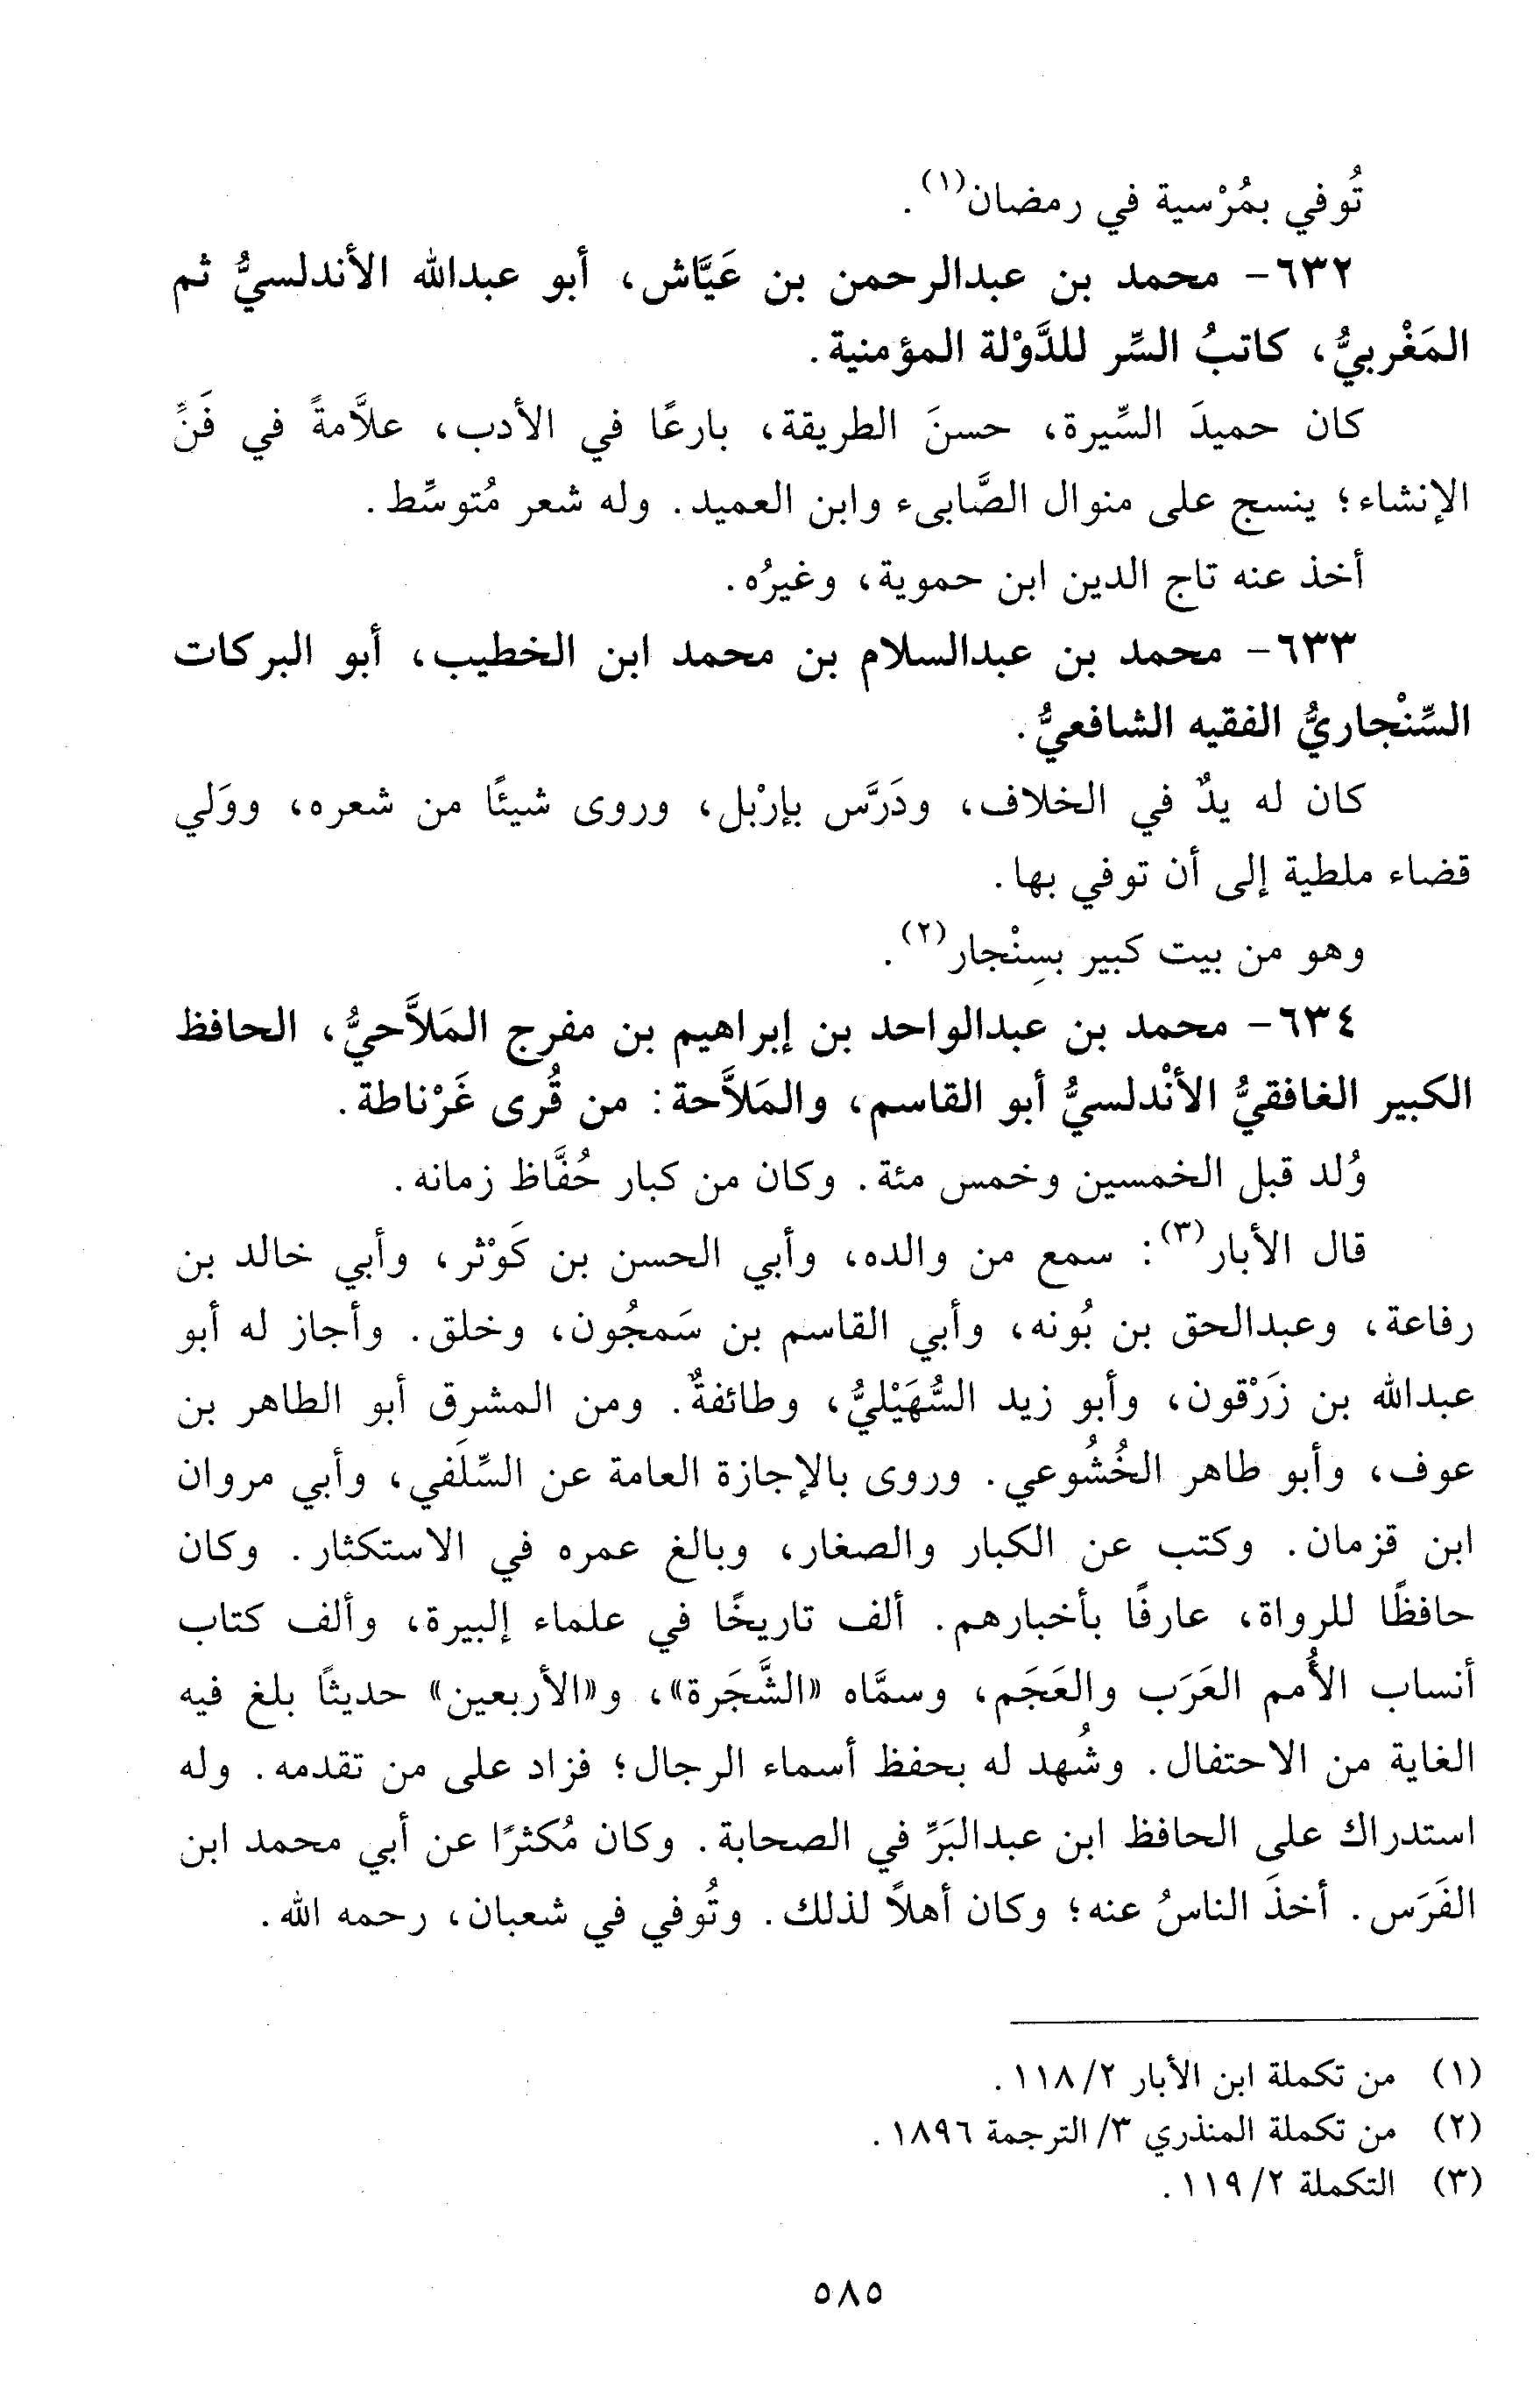 تُوفي بمُرْسية في رمضان(١).
٦٣٢- محمد بن عبدالرحمن بن عَيَّاش، أبو عبدالله الأندلسيُّ ثم
المَغْربيُّ، كاتبُ السِّر للدَّوْلة المؤمنية.
كان حميدَ السِّيرة، حسنَ الطريقة، بارعًا في الأدب، علاَّمةً في فَنِّ
الإنشاء؛ ينسج على منوال الصَّابىء وابن العميد. وله شعر مُتوسِّط.
أخذ عنه تاج الدين ابن حموية، وغيرُه.
٦٣٣- محمد بن عبدالسلام بن محمد ابن الخطيب، أبو البركات
السِّنْجاريُّ الفقيه الشافعيُّ.
كان له يدٌ في الخلاف، ودَرَّس بإرْبل، وروى شيئًا من شعره، ووَلي
قضاء ملطية إلى أن توفي بها.
وهو من بيت كبير بسِنْجار(٢).
٦٣٤- محمد بن عبدالواحد بن إبراهيم بن مفرج المَلاَّحيُّ، الحافظ
الكبير الغافقيُّ الأنْدلسيُّ أبو القاسم، والمَلاَّحة: من قُرى غَرْناطة.
وُلد قبل الخمسين وخمس مئة. وكان من كبار حُفَّاظ زمانه.
قال الأبار(٣): سمع من والده، وأبي الحسن بن كَوْثر، وأبي خالد بن
رفاعة، وعبدالحق بن بُونه، وأبي القاسم بن سَمجُون، وخلق. وأجاز له أبو
عبدالله بن زَرْقون، وأبو زيد السُّهَيْليُّ، وطائفةٌ. ومن المشرق أبو الطاهر بن
عوف، وأبو طاهر الخُشُوعي. وروى بالإجازة العامة عن السِّلَفي، وأبي مروان
ابن قزمان. وكتب عن الكبار والصغار، وبالغ عمره في الاستكثار. وكان
حافظًا للرواة، عارفًا بأخبارهم. ألف تاريخًا في علماء إلبيرة، وألف كتاب
أنساب الأُمم العَرَب والعَجَم، وسمَّاه «الشَّجَرة»، و«الأربعين» حديثًا بلغ فيه
الغاية من الاحتفال. وشُهد له بحفظ أسماء الرجال؛ فزاد على من تقدمه. وله
استدراك على الحافظ ابن عبدالبَرِّ في الصحابة. وكان مُكثرًا عن أبي محمد ابن
الفَرَس. أخذَ الناسُ عنه؛ وكان أهلاً لذلك. وتُوفي في شعبان، رحمه الله.
(١) من تكملة ابن الأبار ٢/ ١١٨.
(٢) من تكملة المنذري ٣/ الترجمة ١٨٩٦.
(٣) التكملة ٢/ ١١٩.
٥٨٥